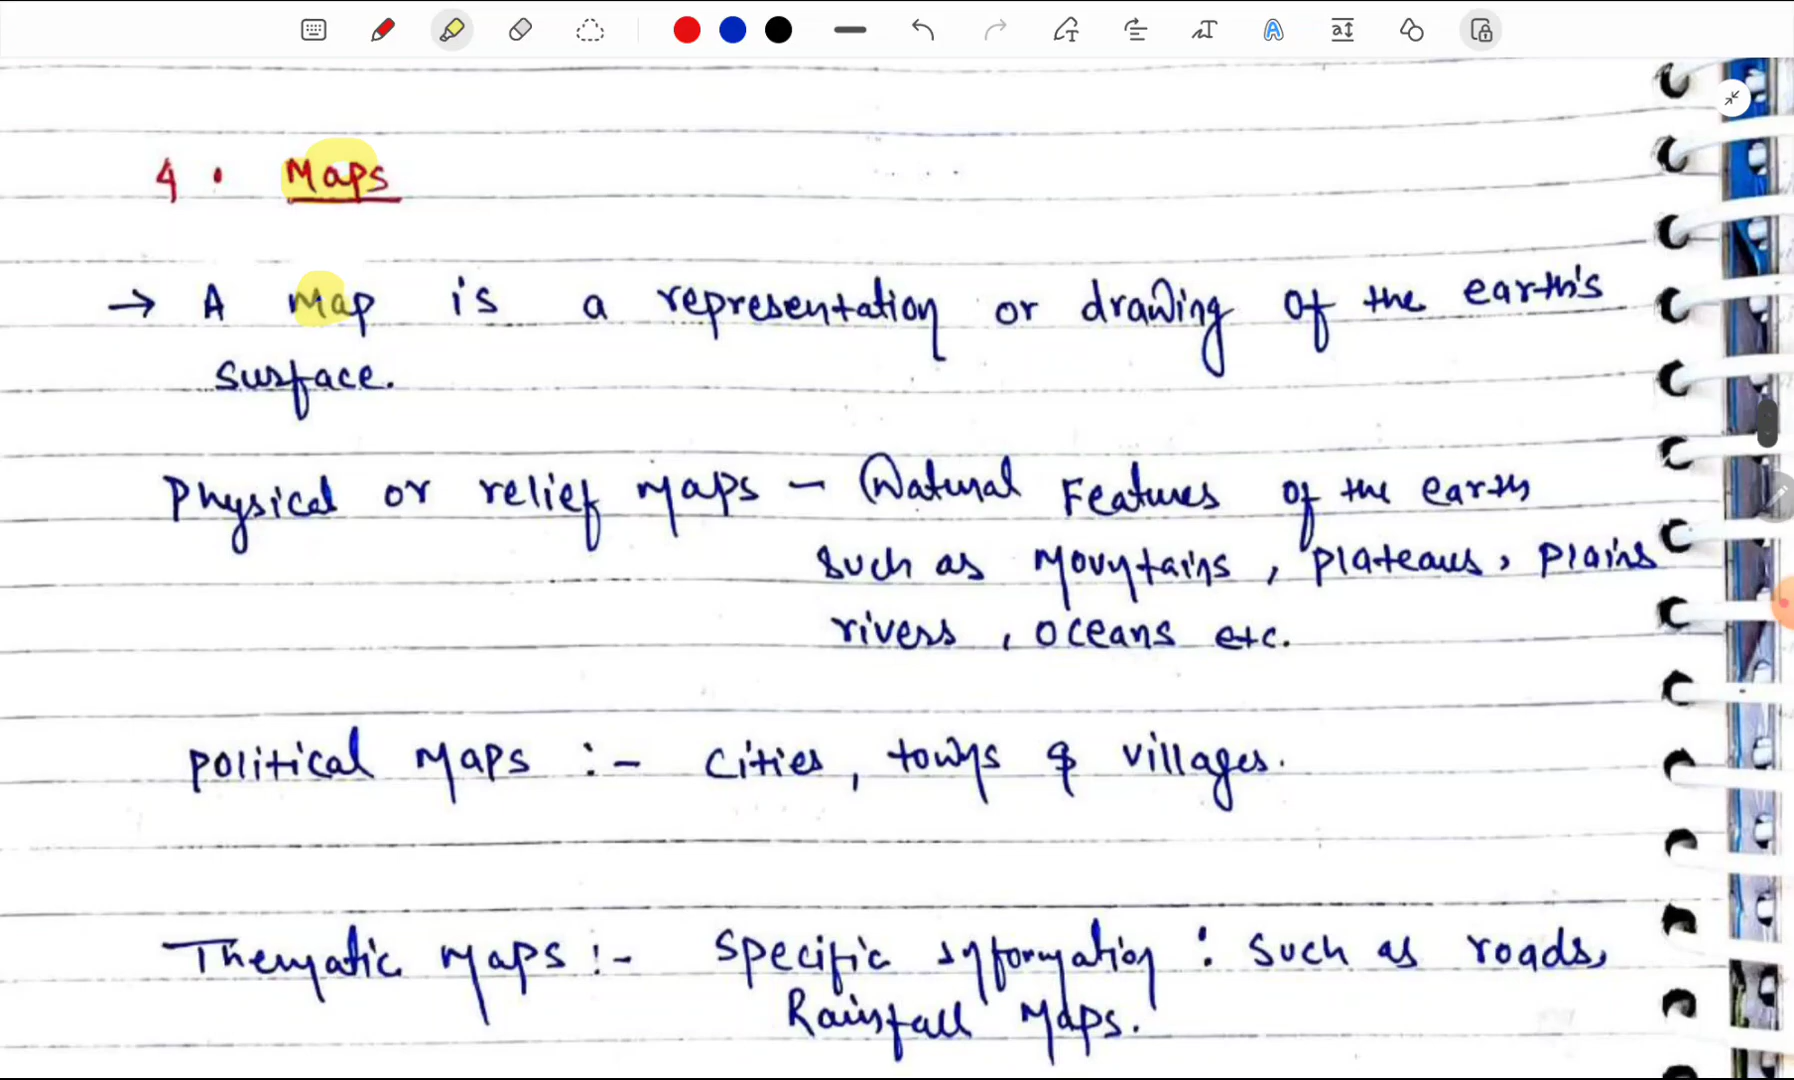 4. Maps
→ A Map is a representation or drawing of the earth's
surface.
Physical or relief Maps - Natural Features of the earth
such as Mountains, Plateaus, Plains
rivers, oceans etc.
Political Maps :- Cities, towns & villages.
Thematic Maps :- Specific information : such as roads,
Rainfall Maps.